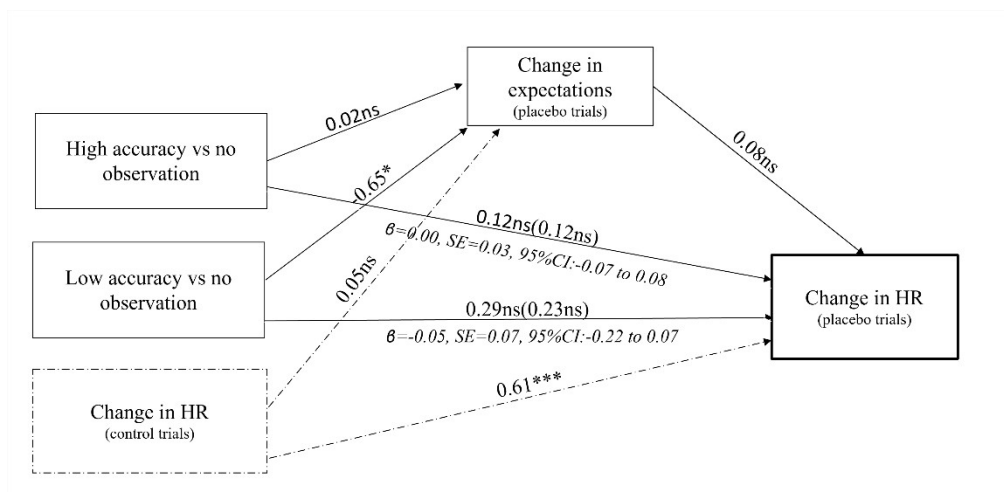 Change in
expectations
(placebo trials)
0.02ns
High accuracy vs no
observation
-0.65*
0.08ns
0.12ns(0.12ns)
β=0.00, SE=0.03, 95%CI:-0.07 to 0.08
Low accuracy vs no
observation
0.05ns
0.29ns(0.23ns)
β=-0.05, SE=0.07, 95%CI:-0.22 to 0.07
Change in HR
(placebo trials)
0.61***
Change in HR
(control trials)